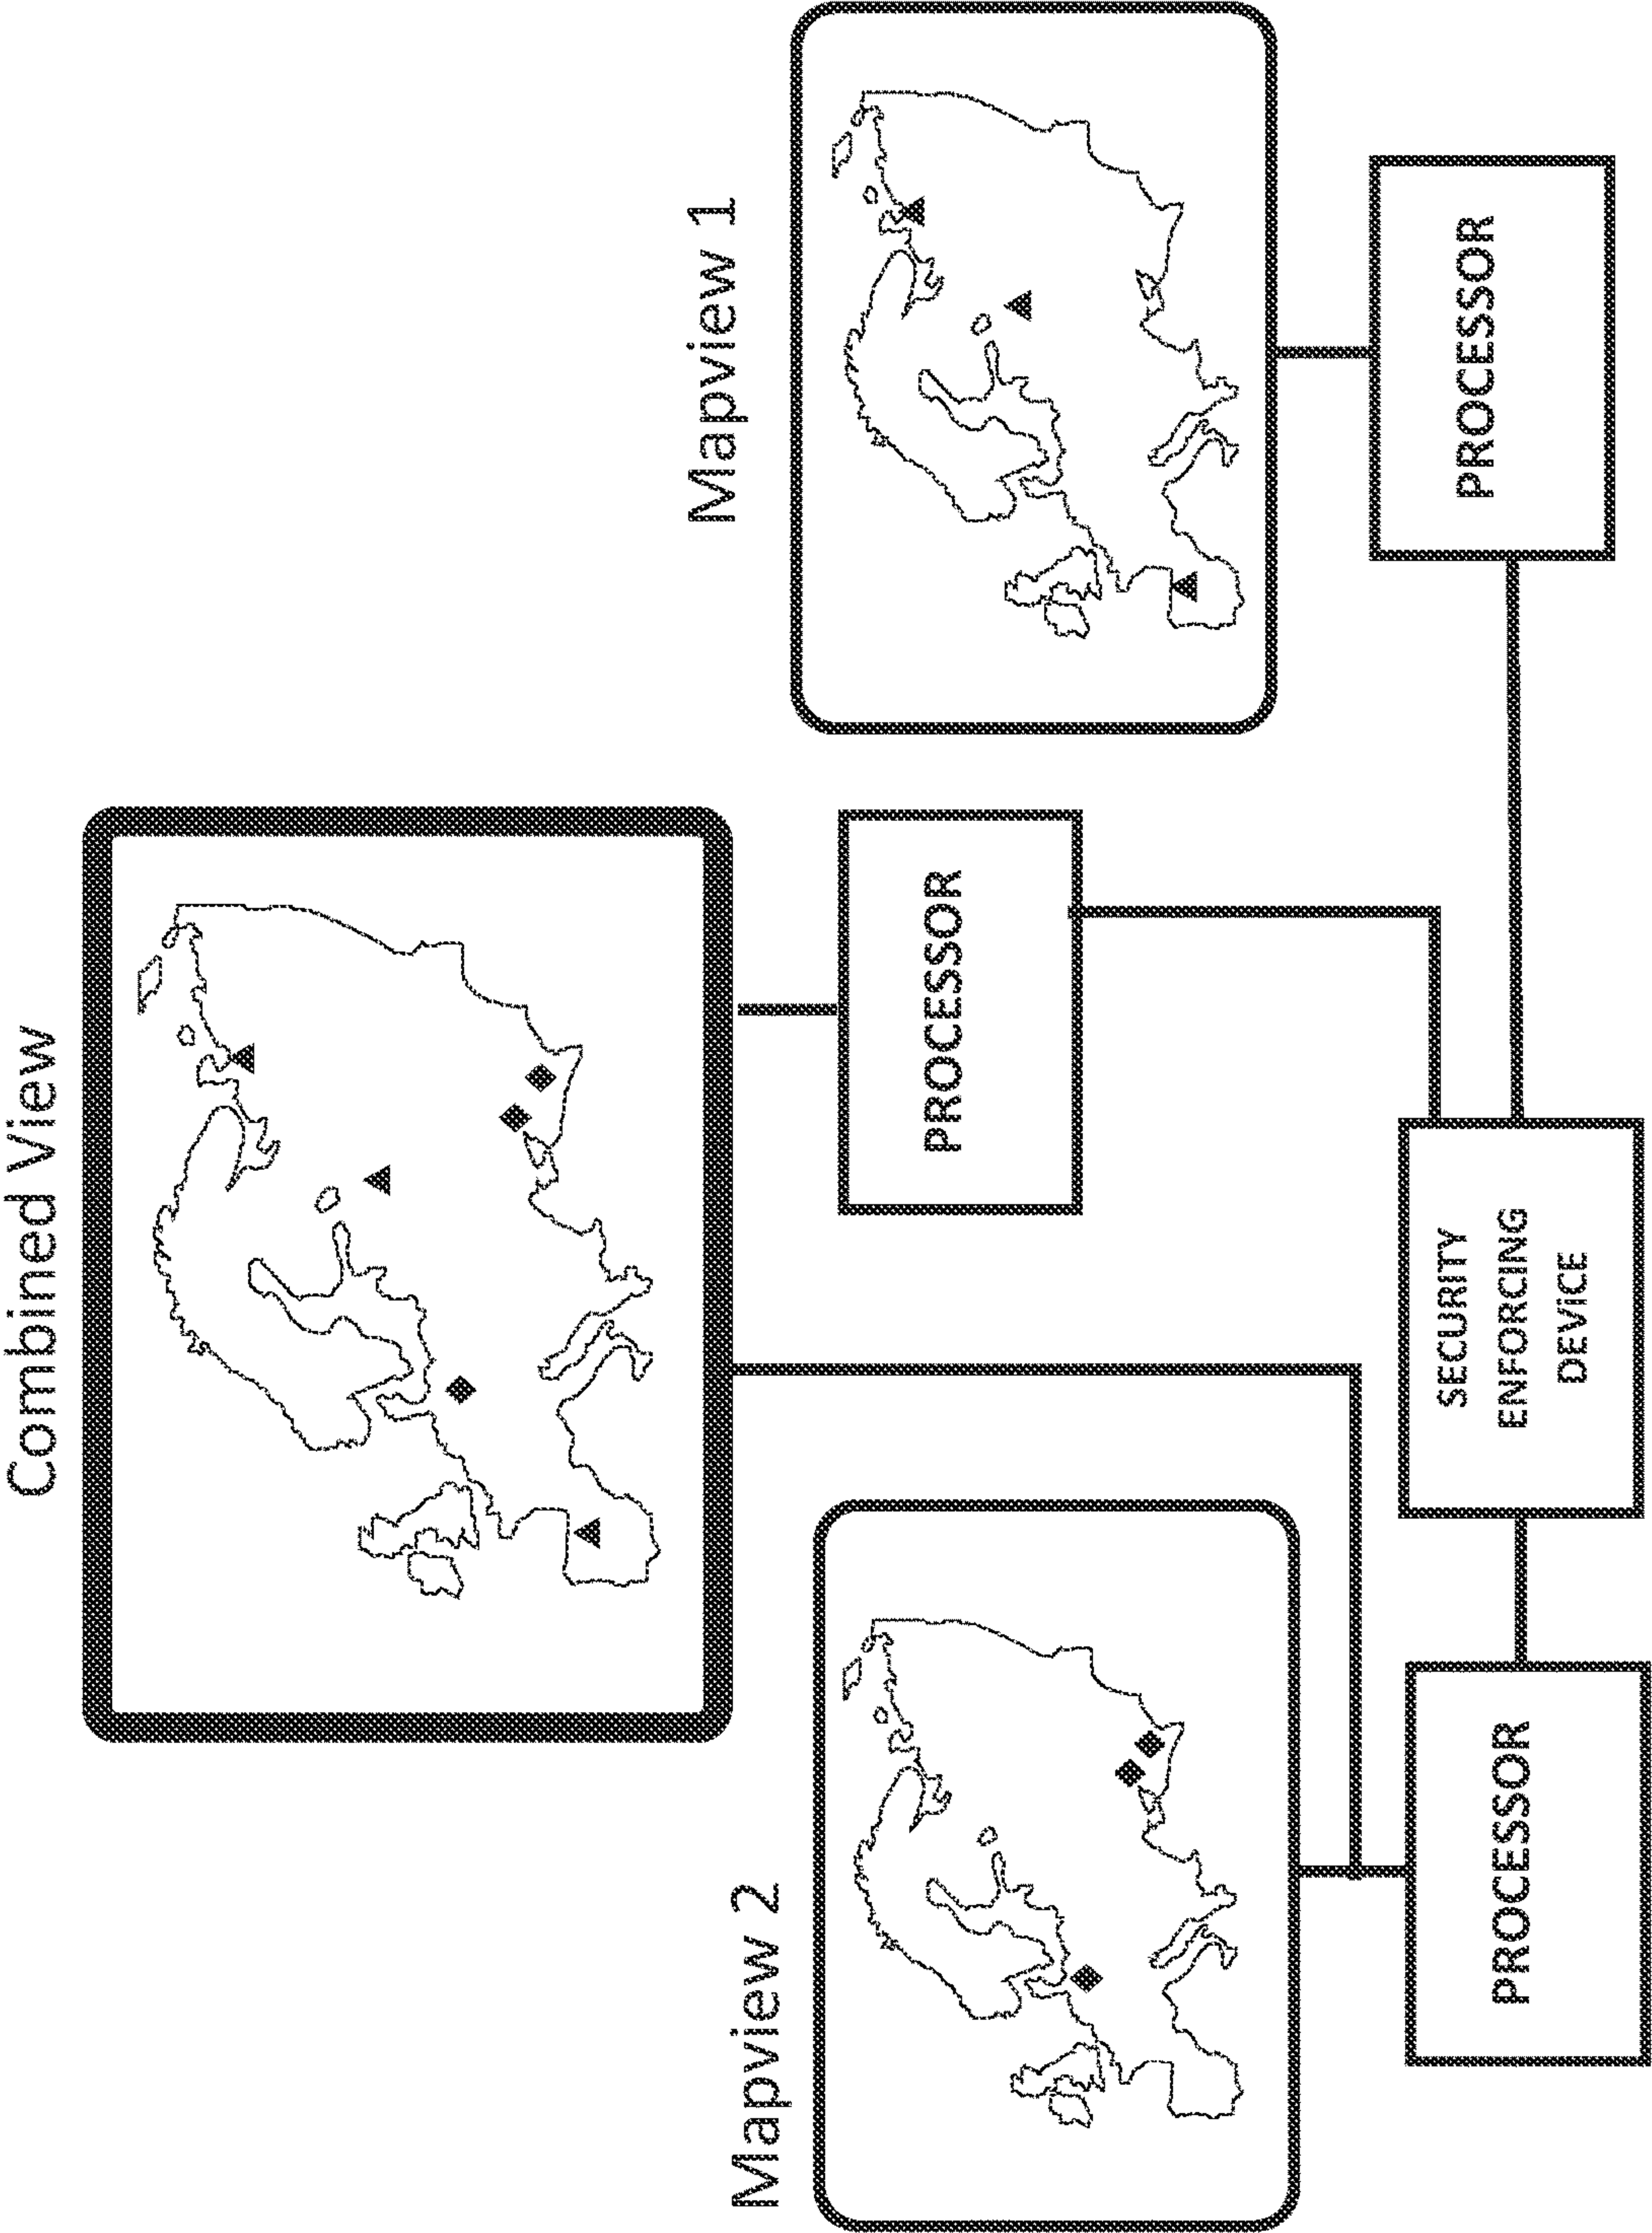 Combined View
Mapview 2
Mapview 1
PROCESSOR
PROCESSOR
SECURITY
ENFORCING
DEVICE
PROCESSOR